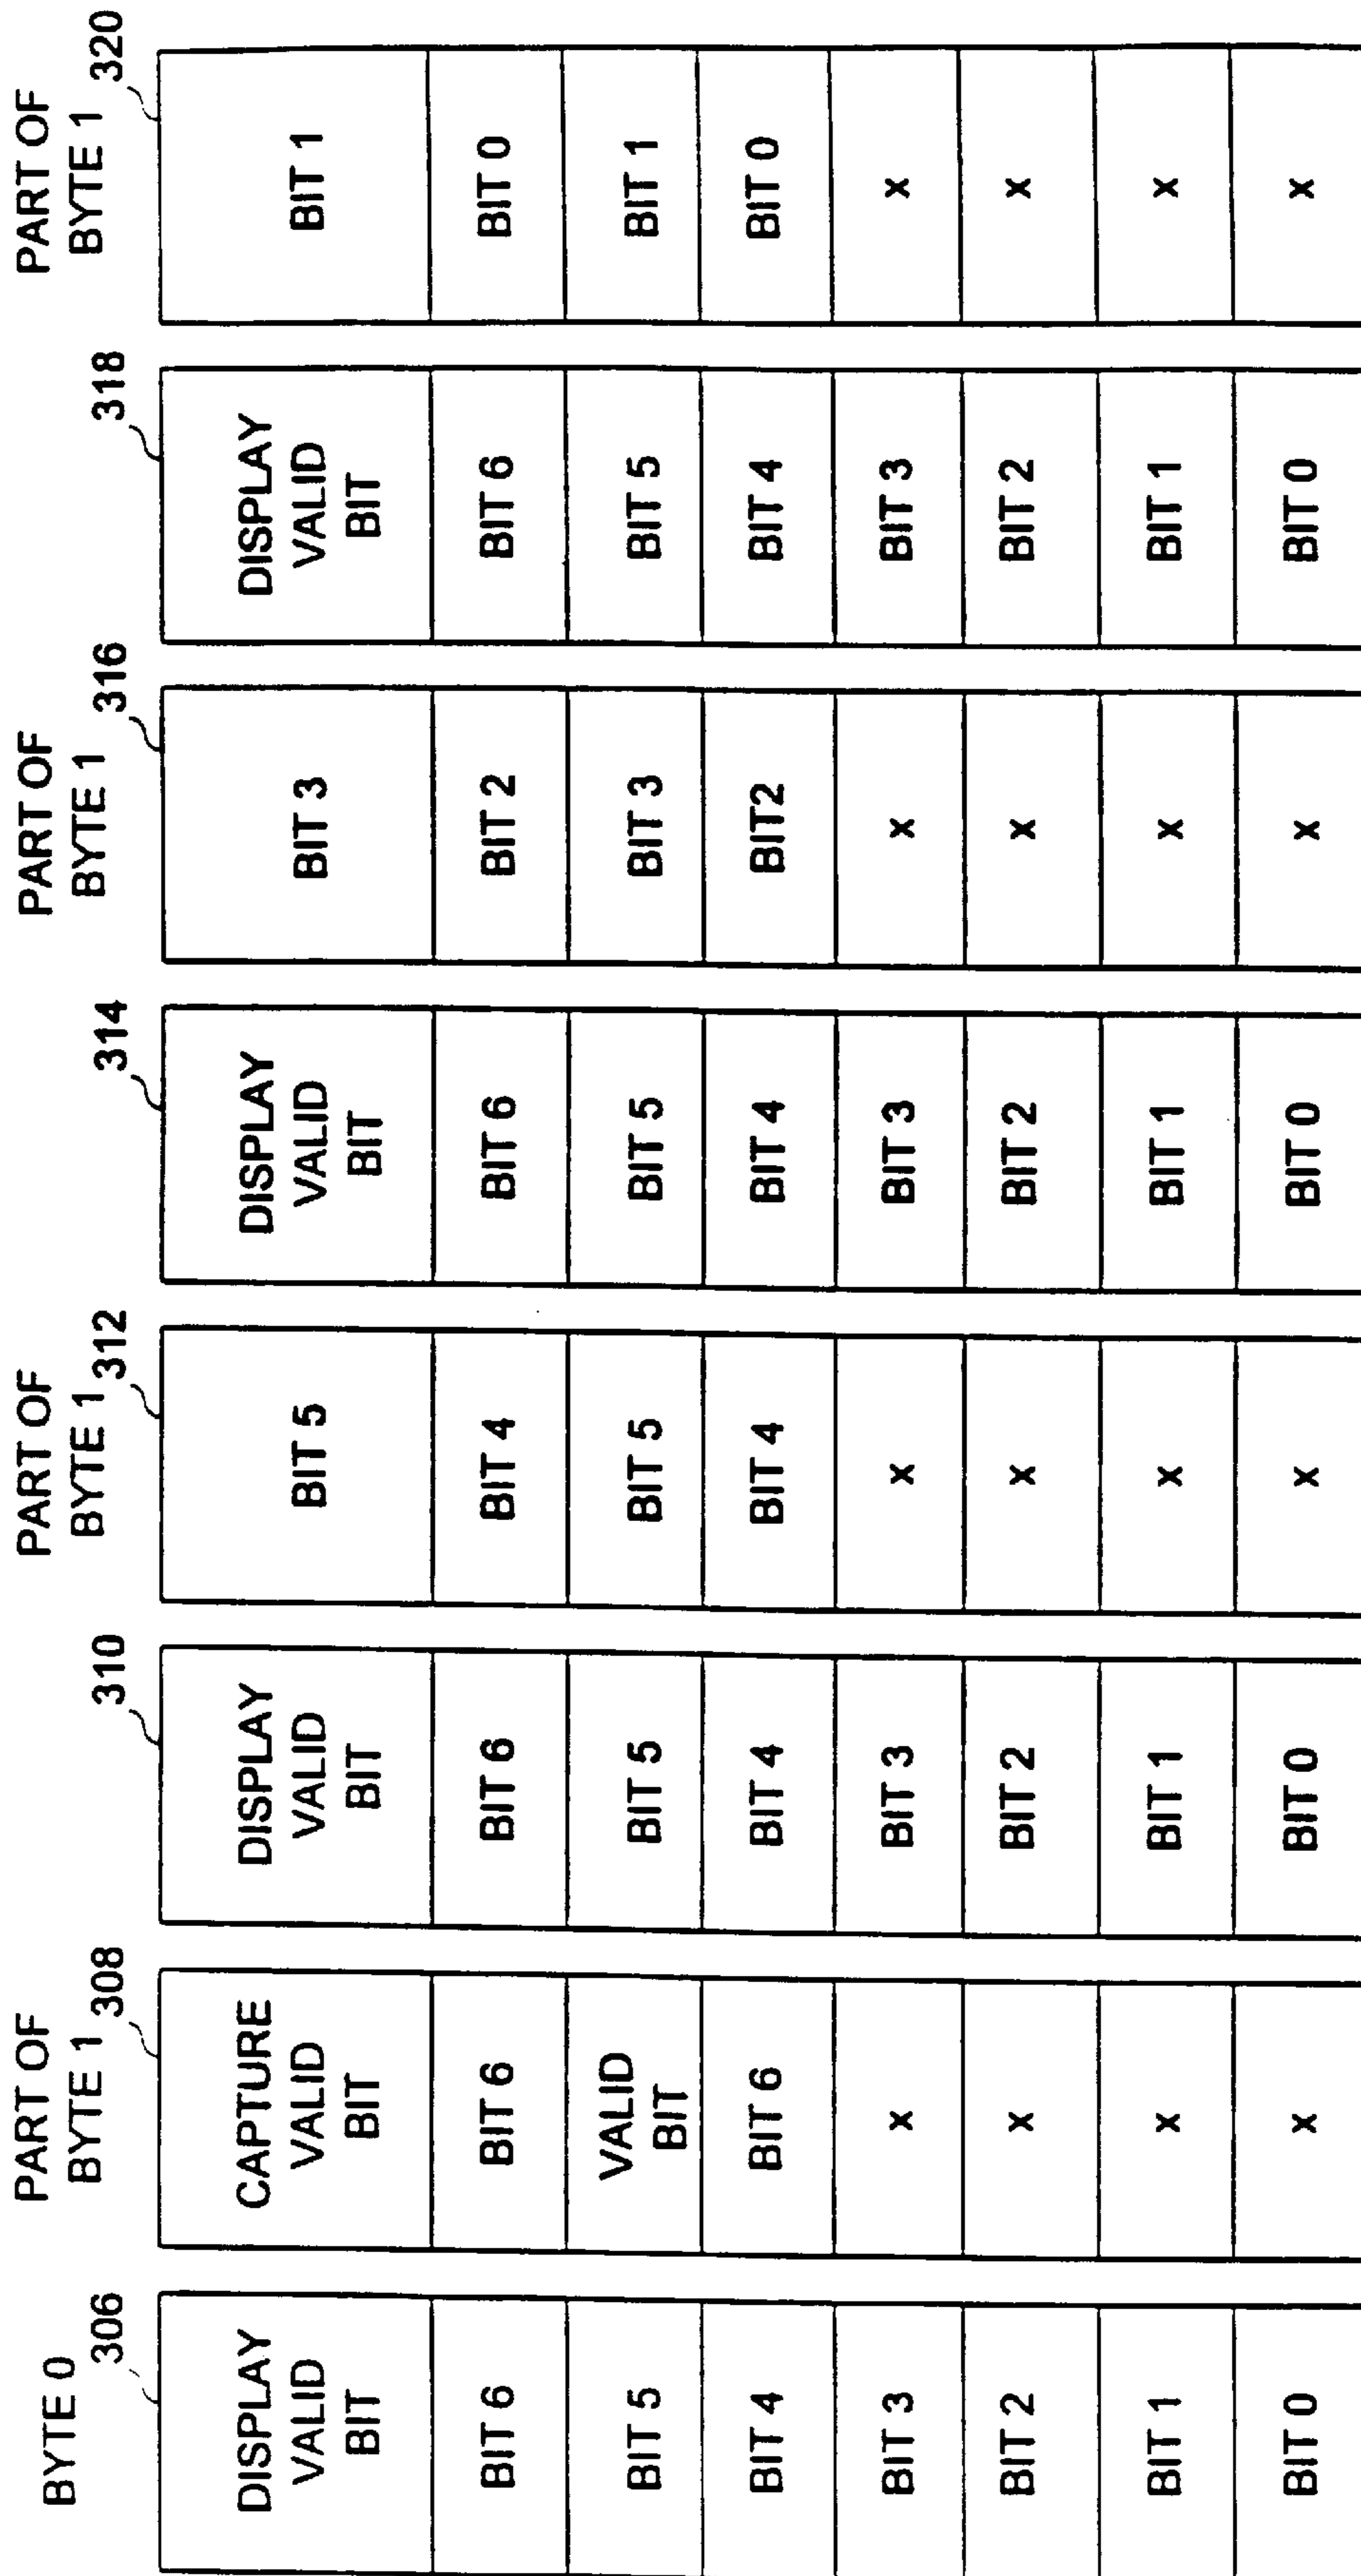 BYTE 0
306
DISPLAY
VALID
BIT
BIT 6
BIT 5
BIT 4
BIT 3
BIT 2
BIT 1
BIT 0
PART OF
BYTE 1
308
CAPTURE
VALID
BIT
BIT 6
VALID
BIT
BIT 6
x
x
x
x
310
DISPLAY
VALID
BIT
BIT 6
BIT 5
BIT 4
BIT 3
BIT 2
BIT 1
BIT 0
PART OF
BYTE 1
312
BIT 5
BIT 4
BIT 5
BIT 4
x
x
x
x
314
DISPLAY
VALID
BIT
BIT 6
BIT 5
BIT 4
BIT 3
BIT 2
BIT 1
BIT 0
PART OF
BYTE 1
316
BIT 3
BIT 2
BIT 3
BIT2
x
x
x
x
318
DISPLAY
VALID
BIT
BIT 6
BIT 5
BIT 4
BIT 3
BIT 2
BIT 1
BIT 0
PART OF
BYTE 1
320
BIT 1
BIT 0
BIT 1
BIT 0
x
x
x
x